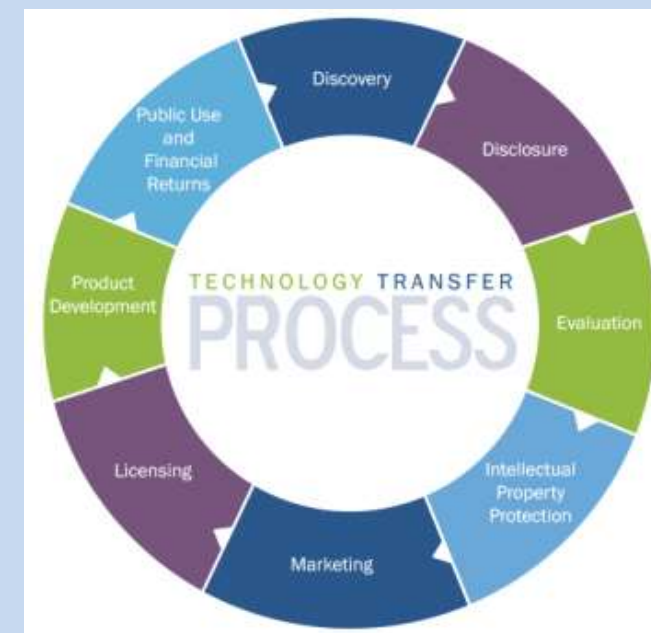 Discovery
Disclosure
Evaluation
Intellectual
Property
Protection
Marketing
Licensing
Product
Development
Public Use
and
Financial
Returns
TECHNOLOGY TRANSFER
PROCESS